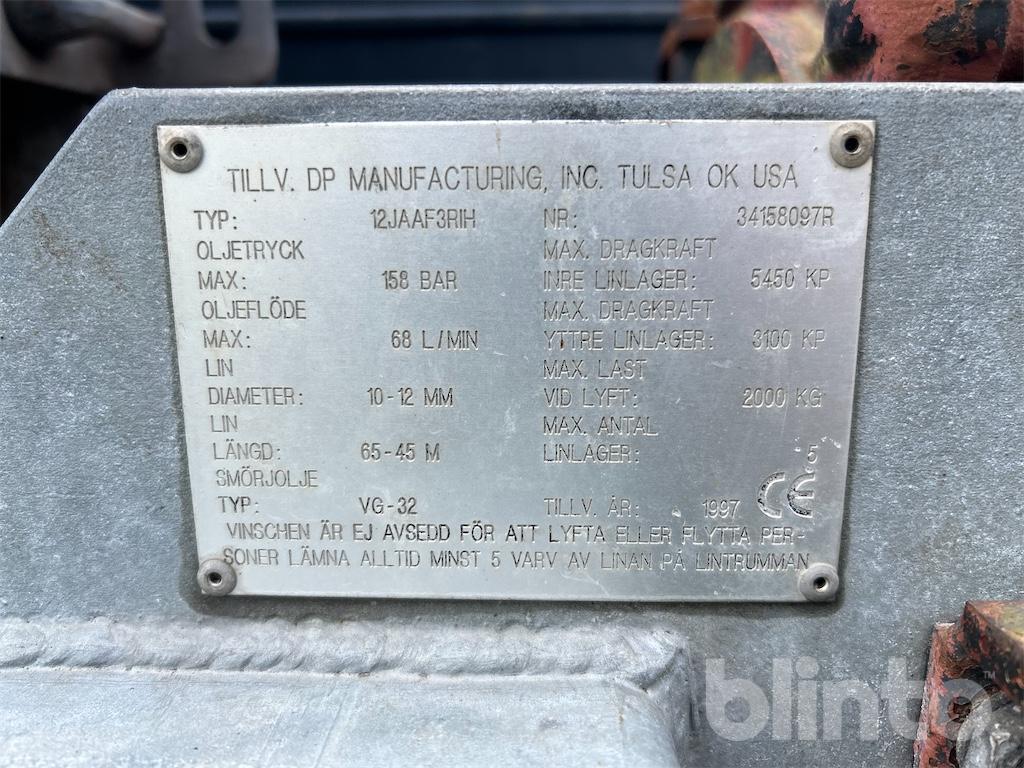 TILLV. DP MANUFACTURING, INC. TULSA OK USA
TYP: 12JAAF3RIH NR: 34158097R
OLJETRYCK MAX. DRAGKRAFT
MAX: 158 BAR INRE LINLAGER: 5450 KP
OLJEFLÖDE MAX. DRAGKRAFT
MAX: 68 L/MIN YTTRE LINLAGER: 3100 KP
LIN MAX. LAST
DIAMETER: 10-12 MM VID LYFT: 2000 KG
LIN MAX. ANTAL
LÄNGD: 65-45 M LINLAGER: 5
SMÖRJOLJE
TYP: VG-32 TILLV. ÅR: 1997 CE
VINSCHEN ÄR EJ AVSEDD FÖR ATT LYFTA ELLER FLYTTA PER-
SONER LÄMNA ALLTID MINST 5 VARV AV LINAN PÅ LINTRUMMAN
blinto™